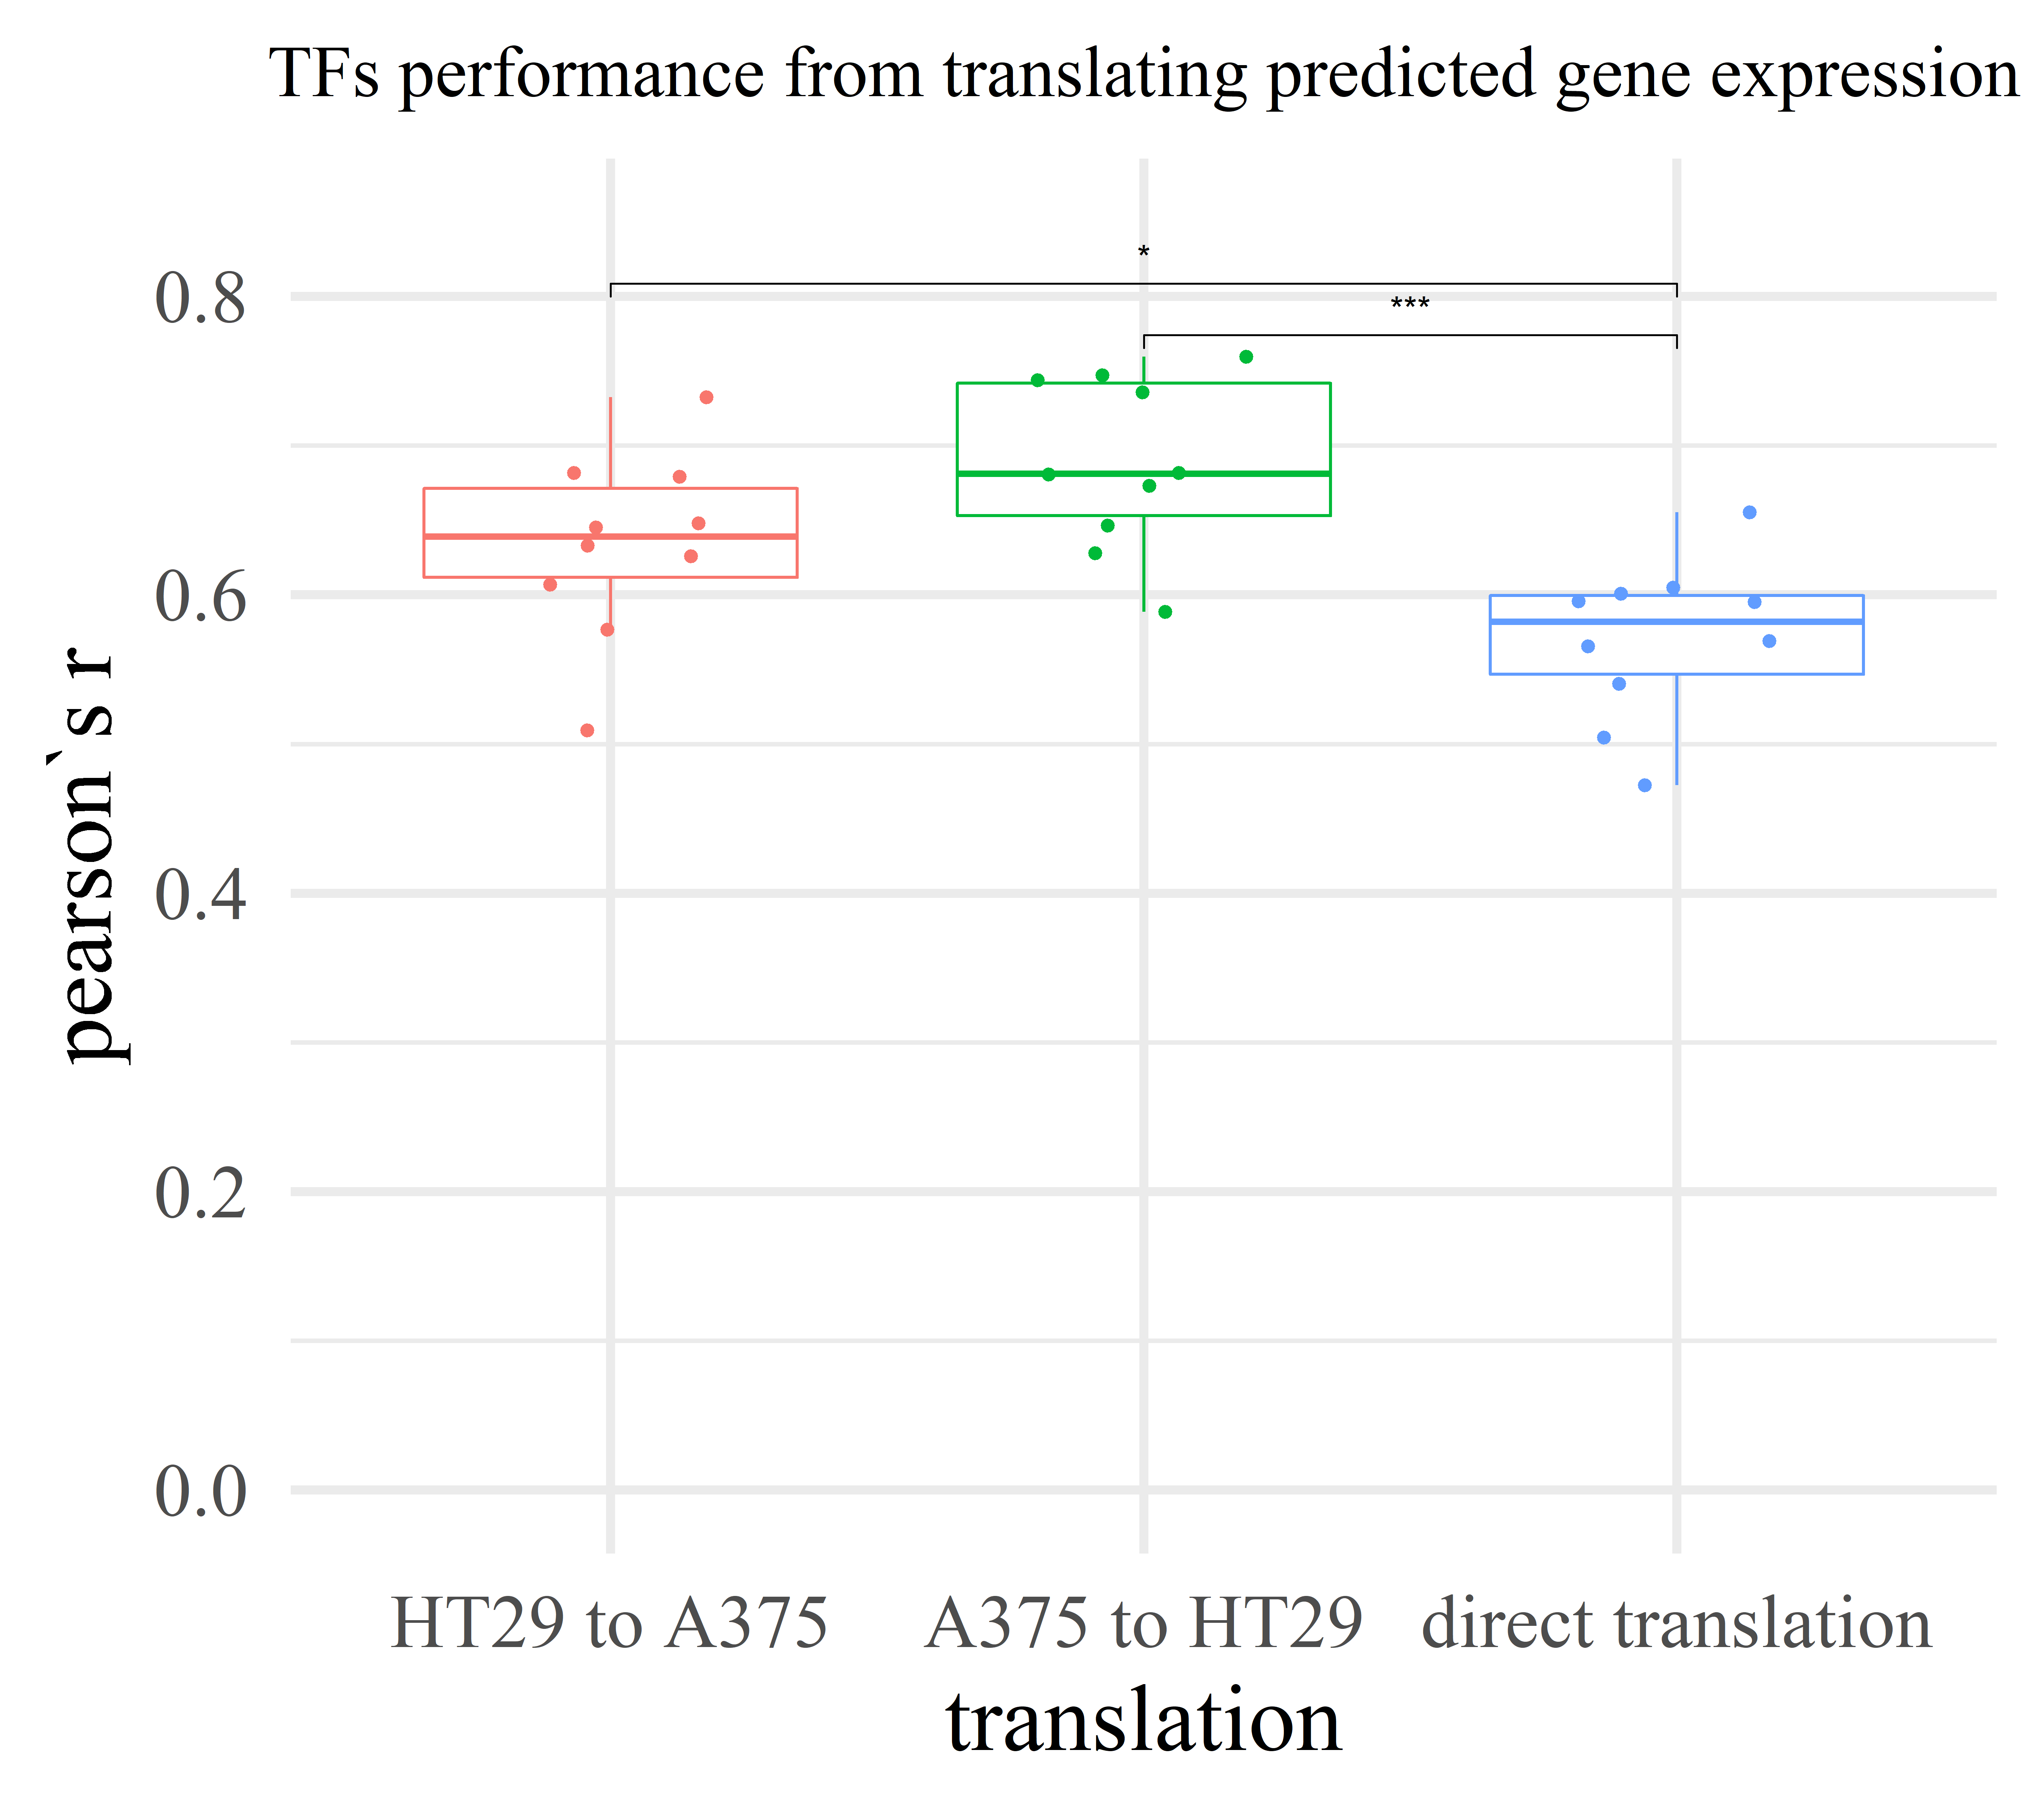 TFs performance from translating predicted gene expression
*
0.8
***
0.6
0.4
0.2
0.0
pearson`s r
HT29 to A375 A375 to HT29 direct translation
translation